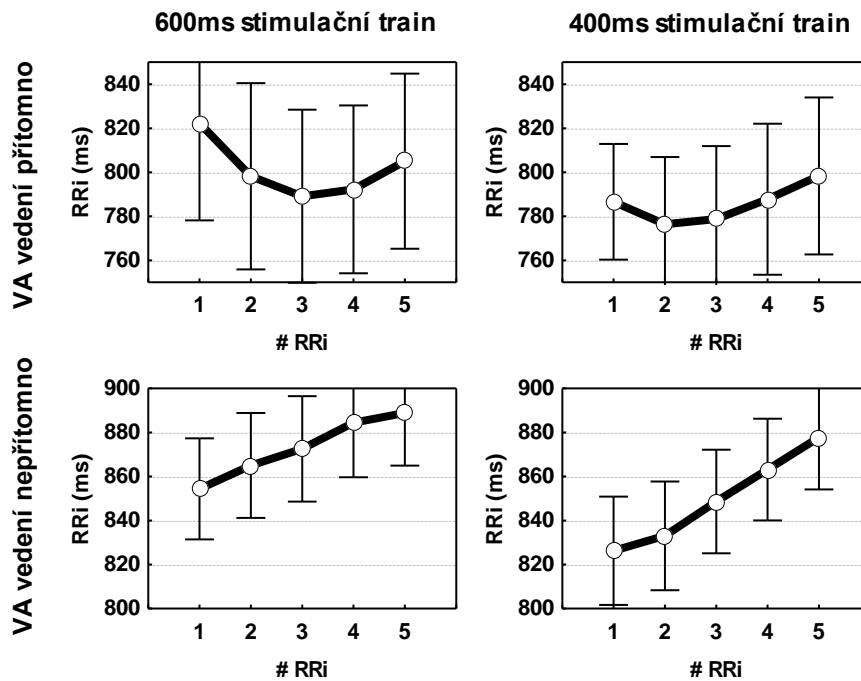 600ms stimulační train
400ms stimulační train
VA vedení přítomno
RRi (ms)
840
820
800
780
760
1 2 3 4 5
# RRi
RRi (ms)
840
820
800
780
760
1 2 3 4 5
# RRi
VA vedení nepřítomno
RRi (ms)
900
880
860
840
820
800
1 2 3 4 5
# RRi
RRi (ms)
900
880
860
840
820
800
1 2 3 4 5
# RRi